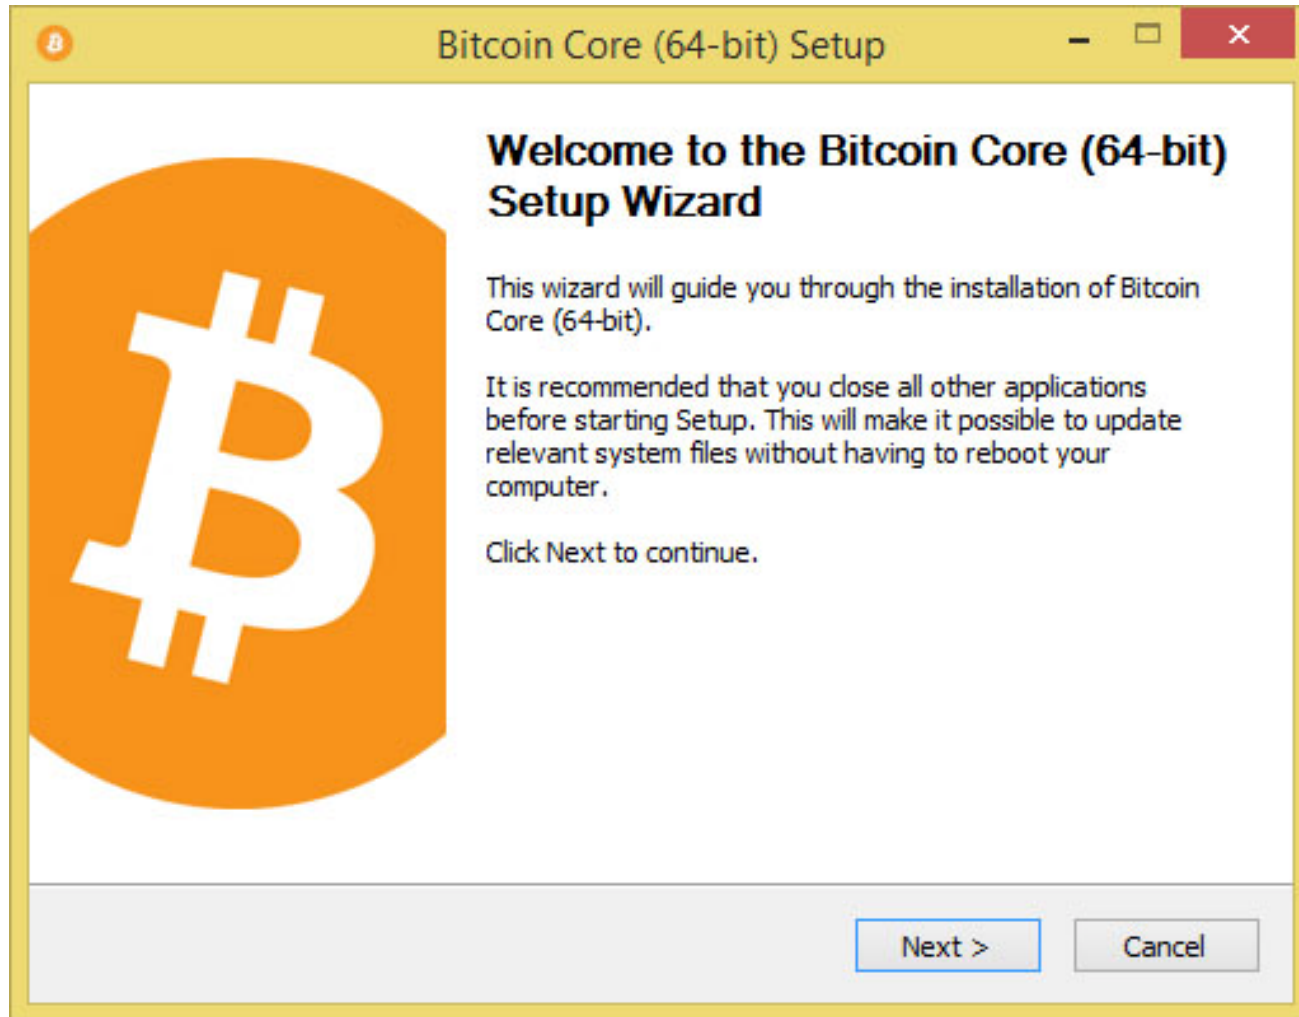 Bitcoin Core (64-bit) Setup
Welcome to the Bitcoin Core (64-bit)
Setup Wizard
This wizard will guide you through the installation of Bitcoin
Core (64-bit).
It is recommended that you close all other applications
before starting Setup. This will make it possible to update
relevant system files without having to reboot your
computer.
Click Next to continue.
Next >
Cancel